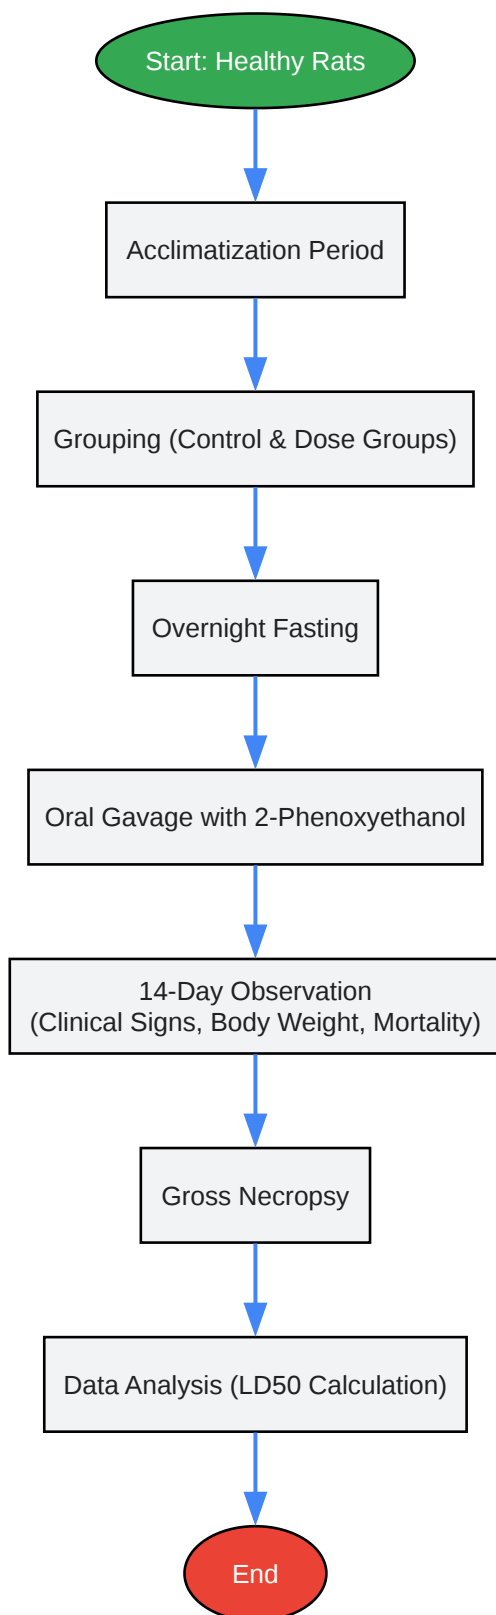 Start: Healthy Rats
Acclimatization Period
Grouping (Control & Dose Groups)
Overnight Fasting
Oral Gavage with 2-Phenoxyethanol
14-Day Observation
(Clinical Signs, Body Weight, Mortality)
Gross Necropsy
Data Analysis (LD50 Calculation)
End